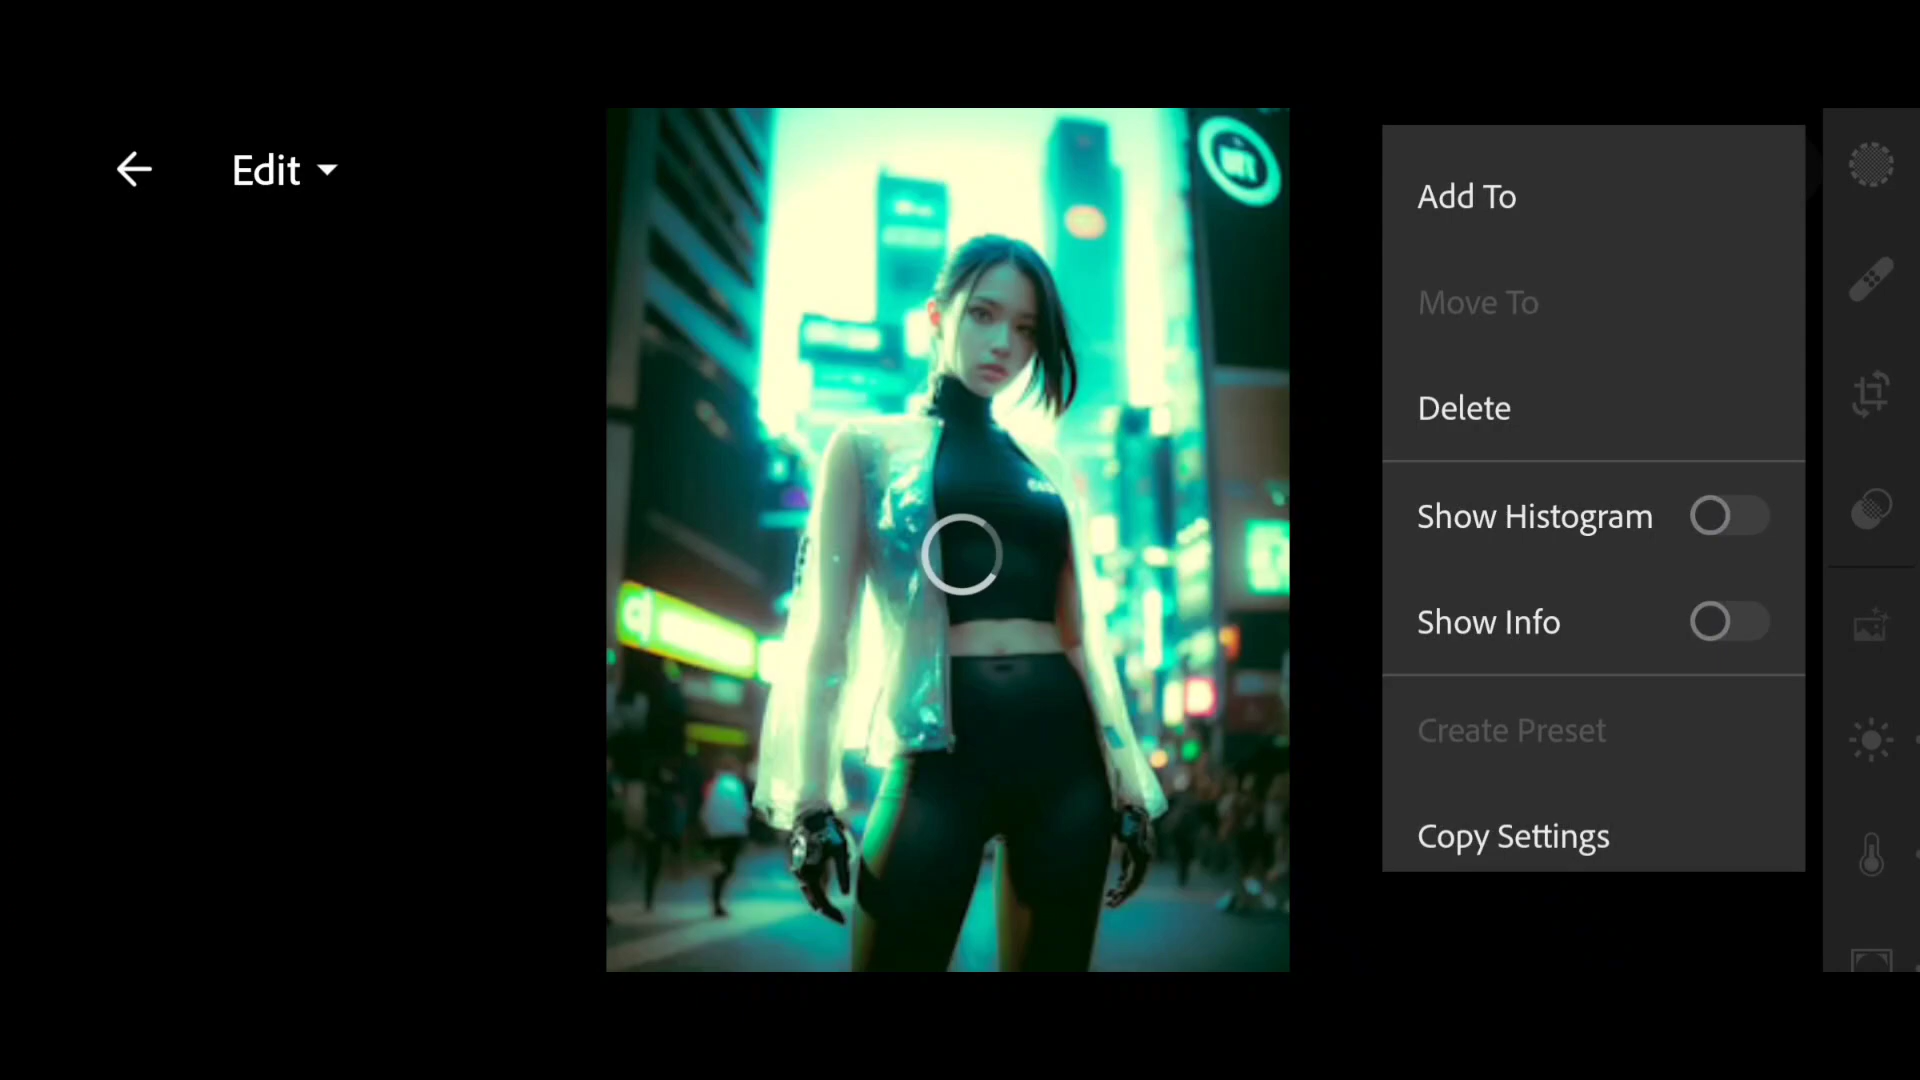 Edit
Add To
Move To
Delete
Show Histogram
Show Info
Create Preset
Copy Settings